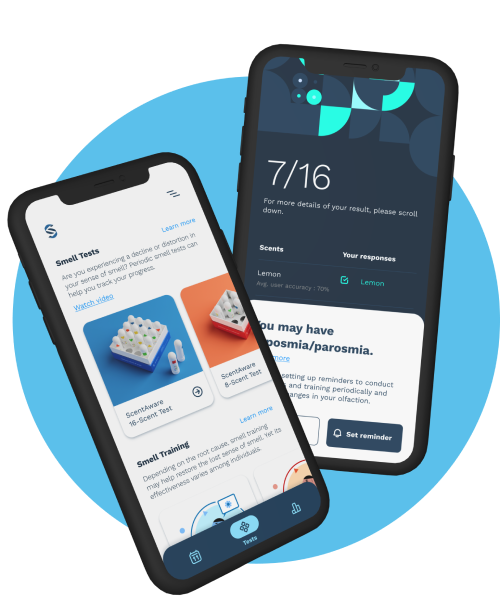 7/16
For more details of your result, please scroll
down.
Scents
Your responses
Lemon
Lemon
Avg. user accuracy : 70%
You may have
posmia/parosmia.
more
setting up reminders to conduct
and training periodically and
anges in your olfaction.
Set reminder
Smell Tests
Learn more
Are you experiencing a decline or distortion in
your sense of smell? Periodic smell tests can
help you track your progress.
Watch video
ScentAware
16-Scent Test
ScentAware
8-Scent Test
Smell Training
Learn more
Depending on the root cause, smell training
may help restore the lost sense of smell. Yet its
effectiveness varies among individuals.
11
Tests